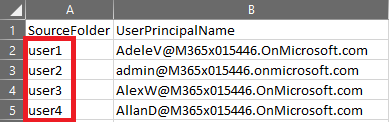 A B
1 SourceFolder UserPrincipalName
2 user1 AdeleV@M365x015446.OnMicrosoft.com
3 user2 admin@M365x015446.onmicrosoft.com
4 user3 AlexW@M365x015446.OnMicrosoft.com
5 user4 AllanD@M365x015446.OnMicrosoft.com